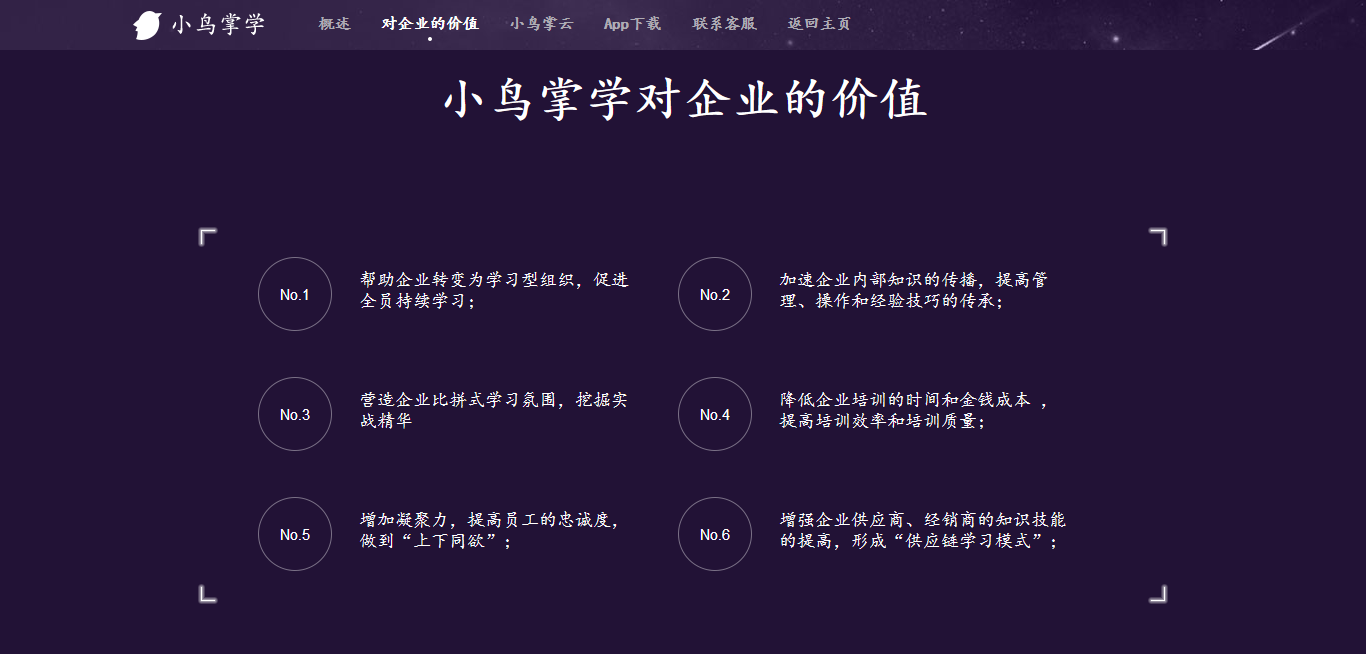 小鸟掌学
概述
对企业的价值
小鸟掌云
App下载
联系客服
返回主页
小鸟掌学对企业的价值
No.1
帮助企业转变为学习型组织，促进
全员持续学习；
No.2
加速企业内部知识的传播，提高管
理、操作和经验技巧的传承；
No.3
营造企业比拼式学习氛围，挖掘实
战精华
No.4
降低企业培训的时间和金钱成本 ，
提高培训效率和培训质量；
No.5
增加凝聚力，提高员工的忠诚度，
做到“上下同欲”；
No.6
增强企业供应商、经销商的知识技能
的提高，形成“供应链学习模式”；